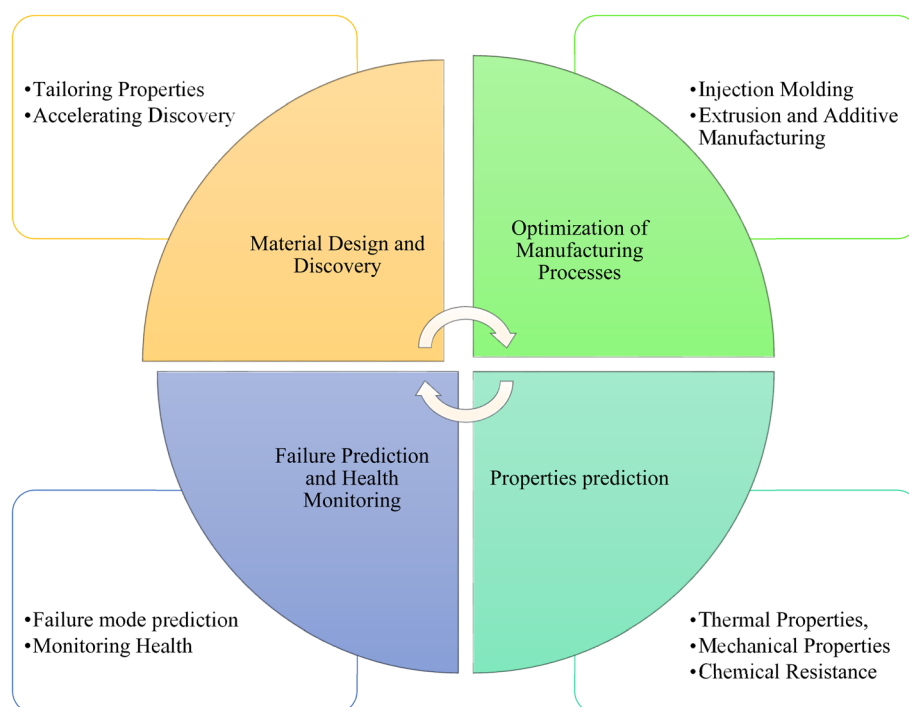 •Tailoring Properties
•Accelerating Discovery
•Injection Molding
•Extrusion and Additive
Manufacturing
Material Design and
Discovery
Optimization of
Manufacturing
Processes
Failure Prediction
and Health
Monitoring
Properties prediction
•Failure mode prediction
•Monitoring Health
•Thermal Properties,
•Mechanical Properties
•Chemical Resistance